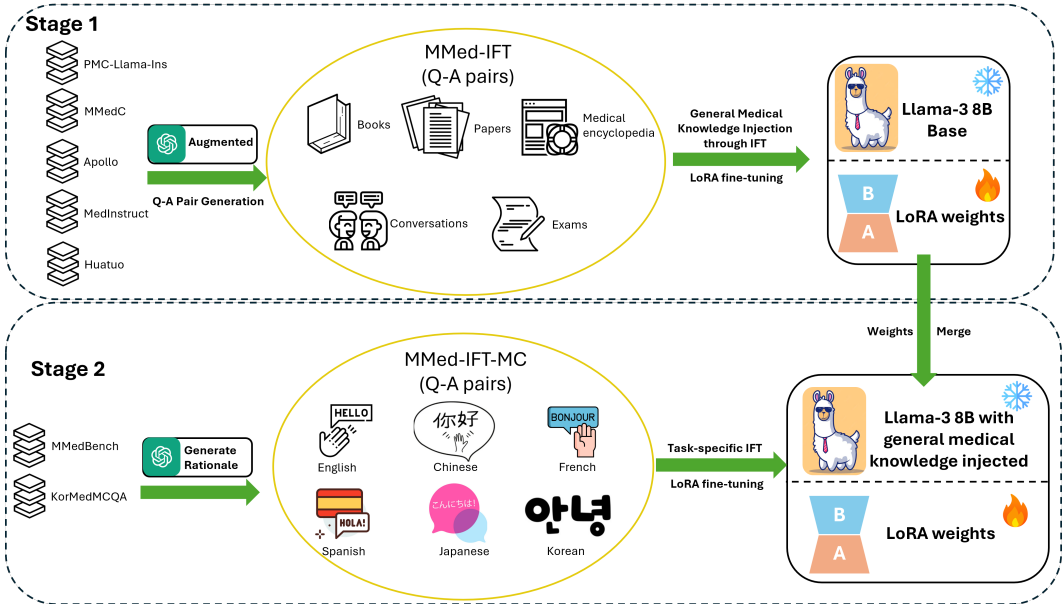 Stage 1
PMC-Llama-Ins
MMedC
Apollo
MedInstruct
Huatuo
Augmented
Q-A Pair Generation
MMed-IFT
(Q-A pairs)
Books
Papers
Medical
encyclopedia
Conversations
Exams
General Medical
Knowledge Injection
through IFT
LoRA fine-tuning
Llama-3 8B
Base
B
A
LoRA weights
Weights Merge
Stage 2
MMedBench
KorMedMCQA
Generate
Rationale
MMed-IFT-MC
(Q-A pairs)
HELLO
English
你好
Chinese
BONJOUR
French
HOLA!
Spanish
こんにちは!
Japanese
안녕
Korean
Task-specific IFT
LoRA fine-tuning
Llama-3 8B with
general medical
knowledge injected
B
A
LoRA weights